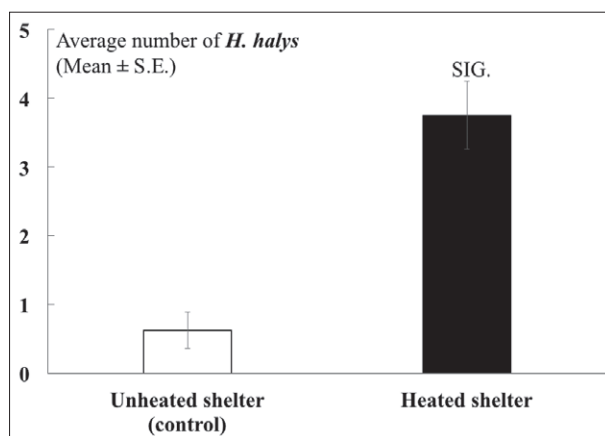 Average number of H. halys
(Mean ± S.E.)
SIG.
5
4
3
2
1
0
Unheated shelter
(control)
Heated shelter